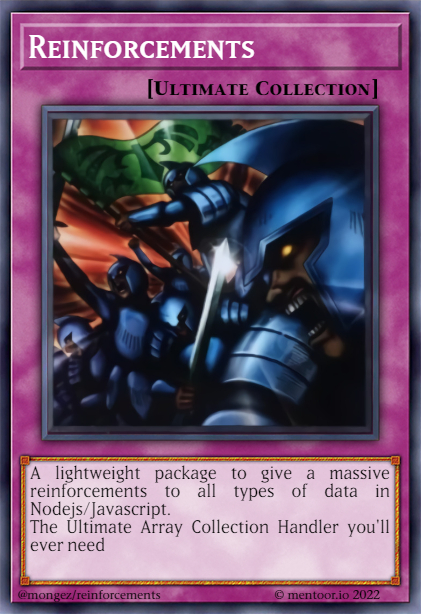 Reinforcements
[Ultimate Collection]
A lightweight package to give a massive
reinforcements to all types of data in
Nodejs/Javascript.
The Ultimate Array Collection Handler you'll
ever need
@mongez/reinforcements
© mentoor.io 2022